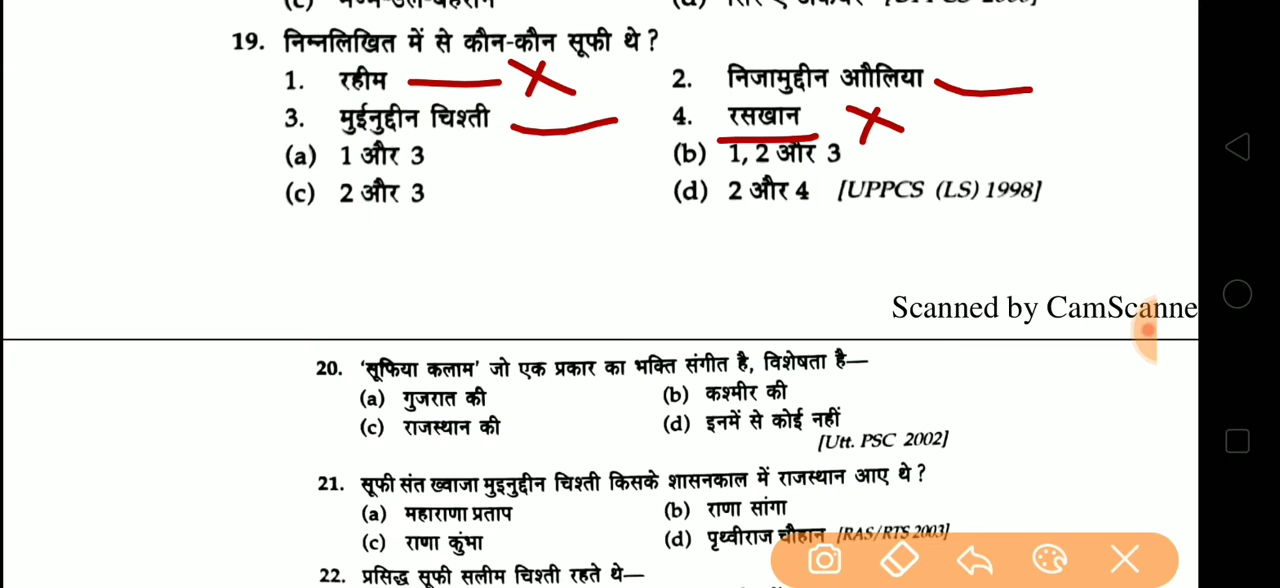 19. निम्नलिखित में से कौन-कौन सूफी थे ?
1. रहीम 2. निजामुद्दीन औलिया
3. मुईनुद्दीन चिश्ती 4. रसखान
(a) 1 और 3 (b) 1, 2 और 3
(c) 2 और 3 (d) 2 और 4 [UPPCS (LS) 1998]
Scanned by CamScanne
20. 'सूफिया कलाम' जो एक प्रकार का भक्ति संगीत है, विशेषता है—
(a) गुजरात की (b) कश्मीर की
(c) राजस्थान की (d) इनमें से कोई नहीं
[Utt. PSC 2002]
21. सूफी संत ख्वाजा मुइनुद्दीन चिश्ती किसके शासनकाल में राजस्थान आए थे ?
(a) महाराणा प्रताप (b) राणा सांगा
(c) राणा कुंभा (d) पृथ्वीराज चौहान [RAS/RTS 2003]
22. प्रसिद्ध सूफी सलीम चिश्ती रहते थे—